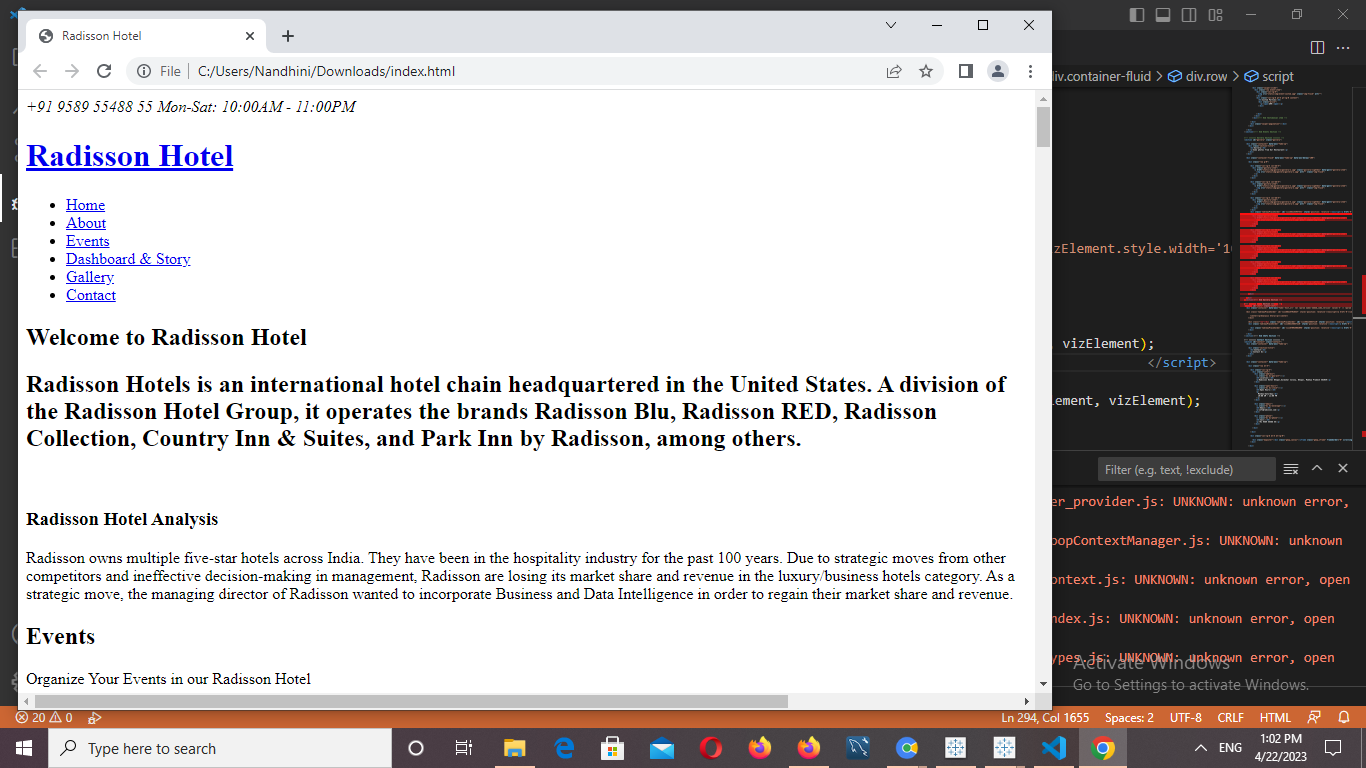 Radisson Hotel
File
C:/Users/Nandhini/Downloads/index.html
+91 9589 55488 55 Mon-Sat: 10:00AM - 11:00PM
Radisson Hotel
Home
About
Events
Dashboard & Story
Gallery
Contact
Welcome to Radisson Hotel
Radisson Hotels is an international hotel chain headquartered in the United States. A division of
the Radisson Hotel Group, it operates the brands Radisson Blu, Radisson RED, Radisson
Collection, Country Inn & Suites, and Park Inn by Radisson, among others.
Radisson Hotel Analysis
Radisson owns multiple five-star hotels across India. They have been in the hospitality industry for the past 100 years. Due to strategic moves from other
competitors and ineffective decision-making in management, Radisson are losing its market share and revenue in the luxury/business hotels category. As a
strategic move, the managing director of Radisson wanted to incorporate Business and Data Intelligence in order to regain their market share and revenue.
Events
Organize Your Events in our Radisson Hotel
div.container-fluid > div.row > script
zElement.style.width='10
, vizElement);
</script>
ement, vizElement);
Filter (e.g. text, !exclude)
er_provider.js: UNKNOWN: unknown error,
oopContextManager.js: UNKNOWN: unknown
ontext.js: UNKNOWN: unknown error, open
ndex.js: UNKNOWN: unknown error, open
ypes.js: UNKNOWN: unknown error, open
Activate Windows
Go to Settings to activate Windows.
20 0
Ln 294, Col 1655 Spaces: 2 UTF-8 CRLF HTML
Type here to search
ENG
1:02 PM
4/22/2023